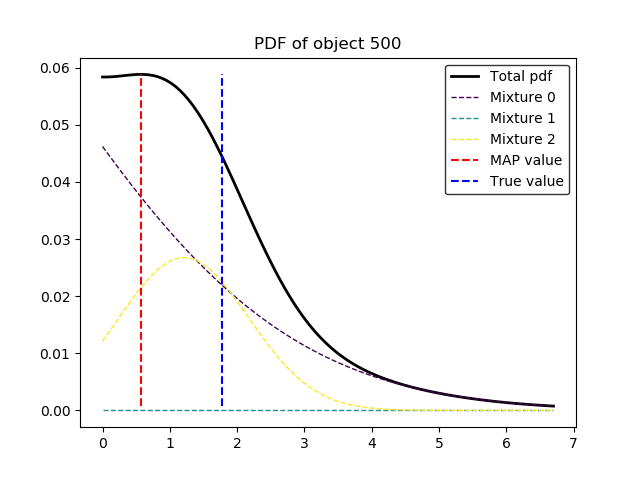 PDF of object 500
0.06
0.05
0.04
0.03
0.02
0.01
0.00
Total pdf
Mixture 0
Mixture 1
Mixture 2
MAP value
True value
0 1 2 3 4 5 6 7